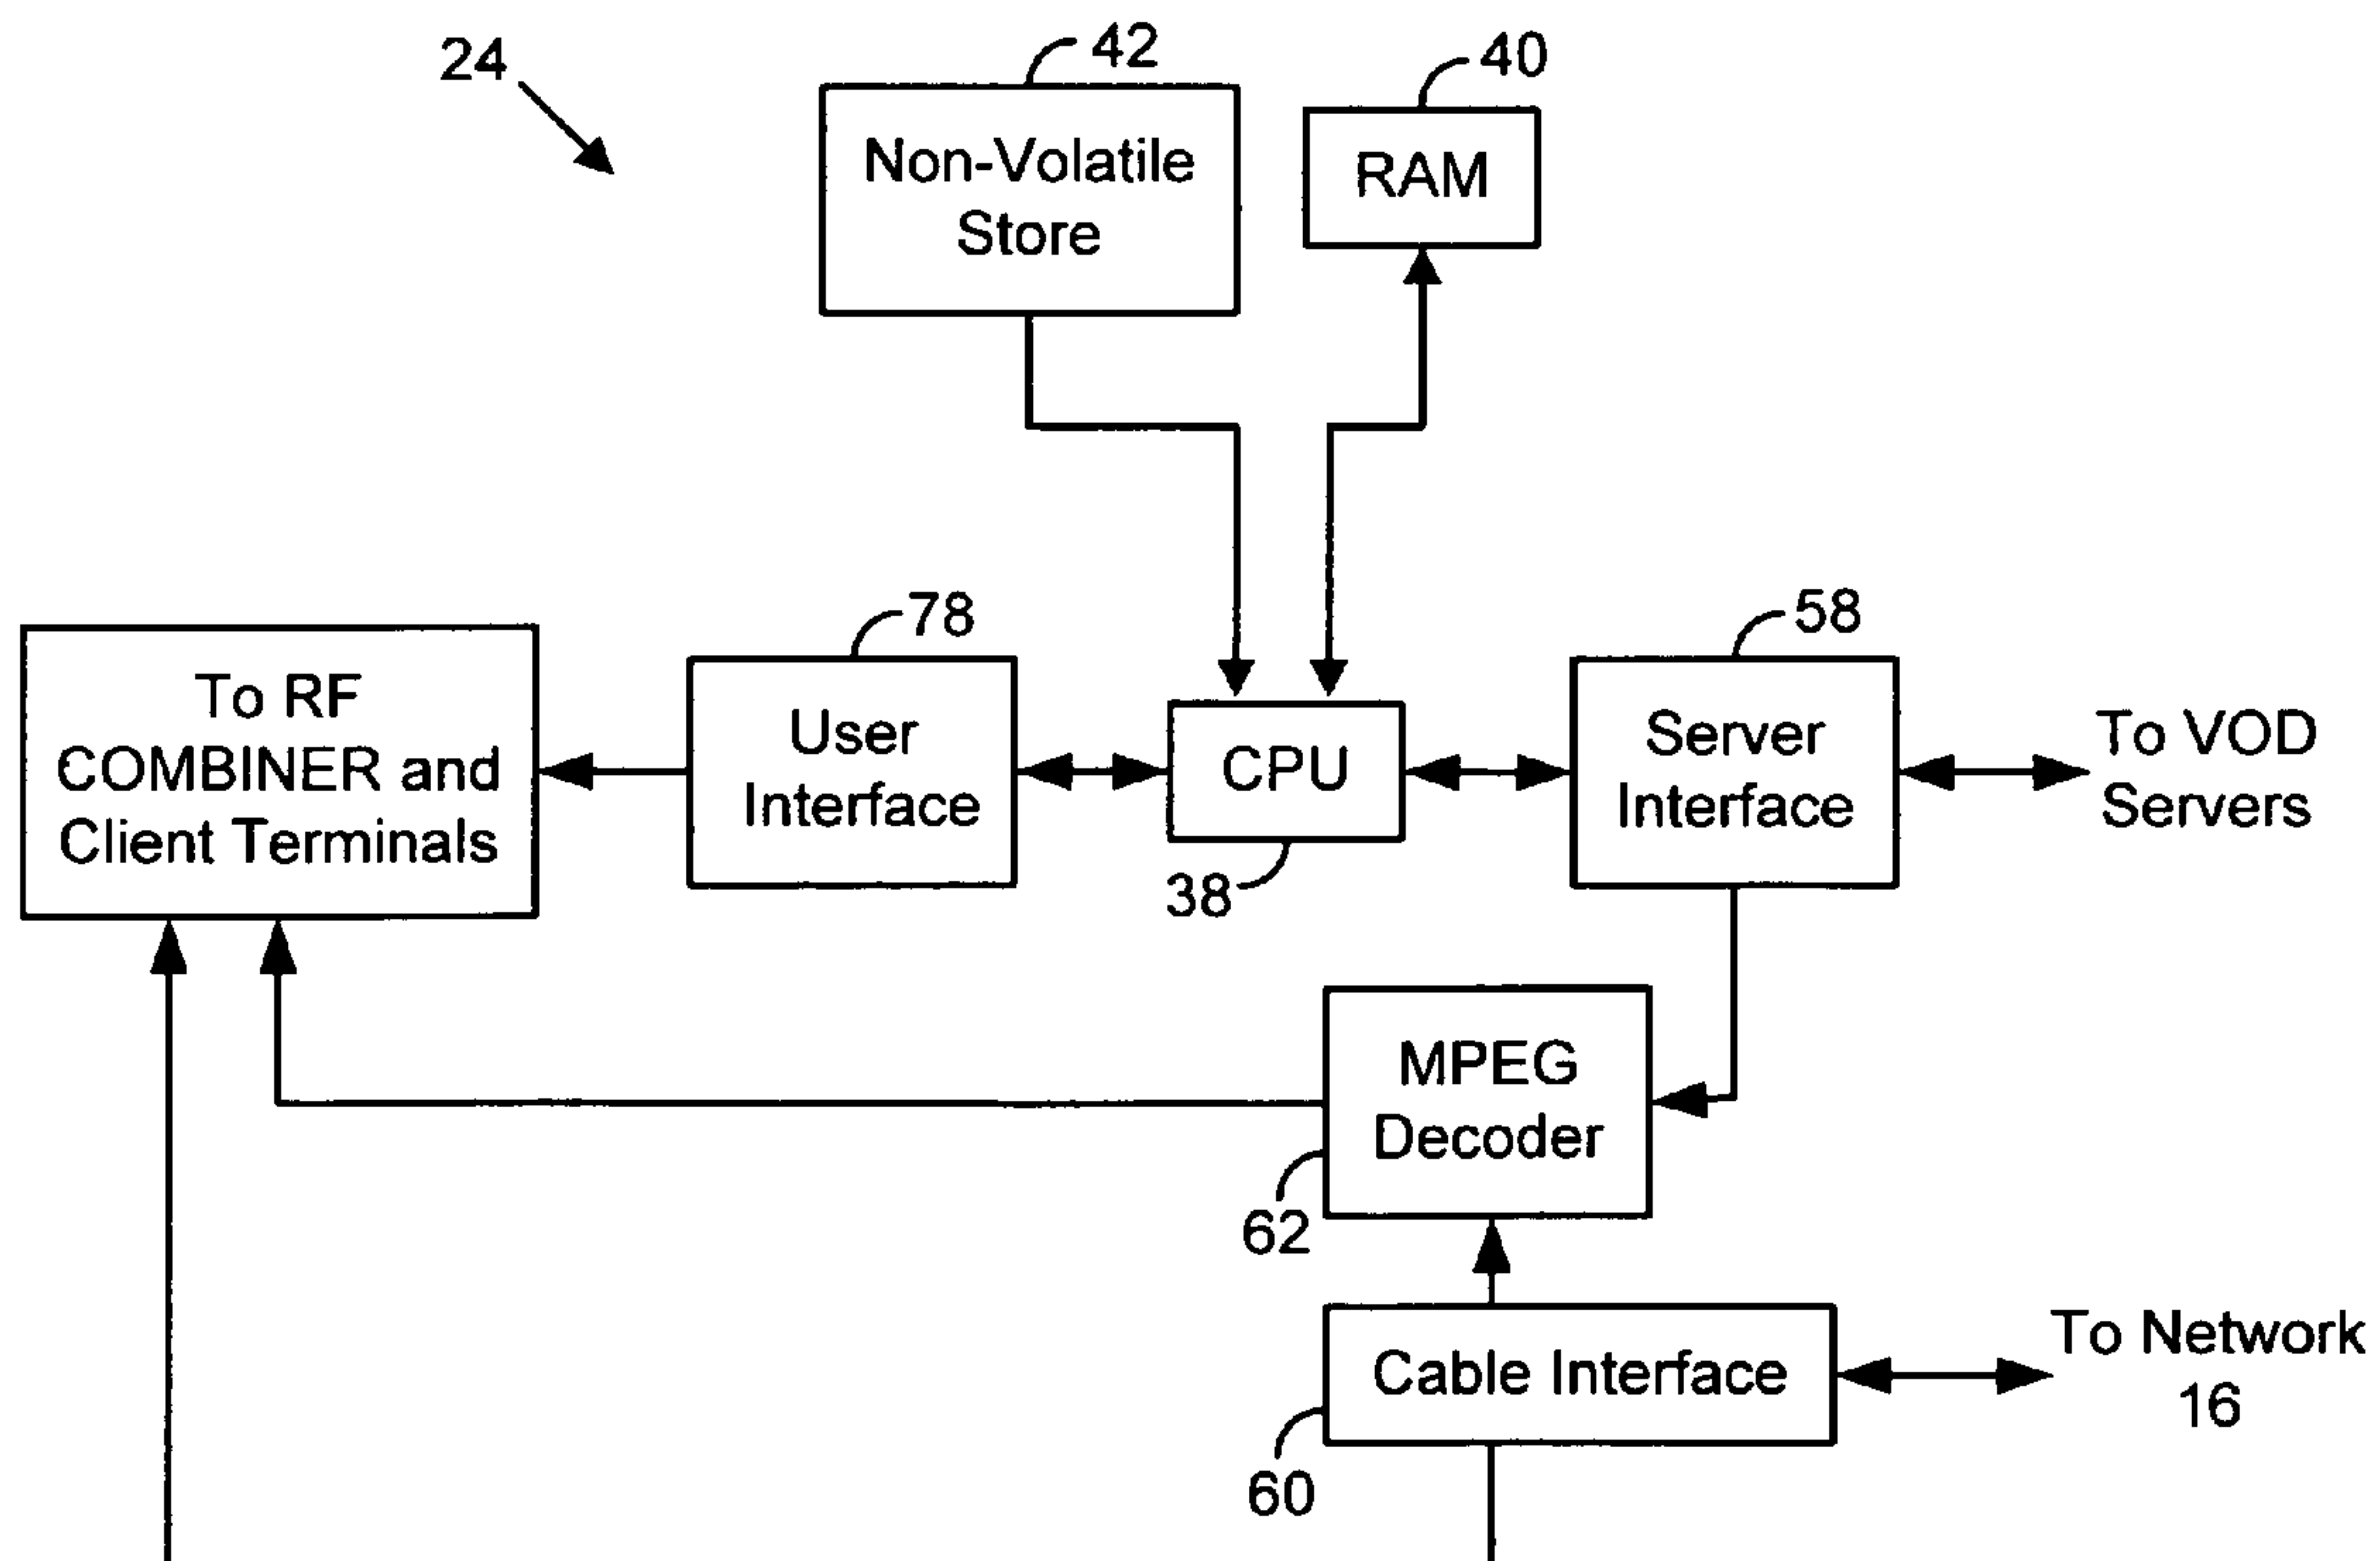 24
42
40
Non-Volatile
Store
RAM
78
58
To RF
COMBINER and
Client Terminals
User
Interface
CPU
Server
Interface
To VOD
Servers
38
MPEG
Decoder
62
Cable Interface
To Network
16
60